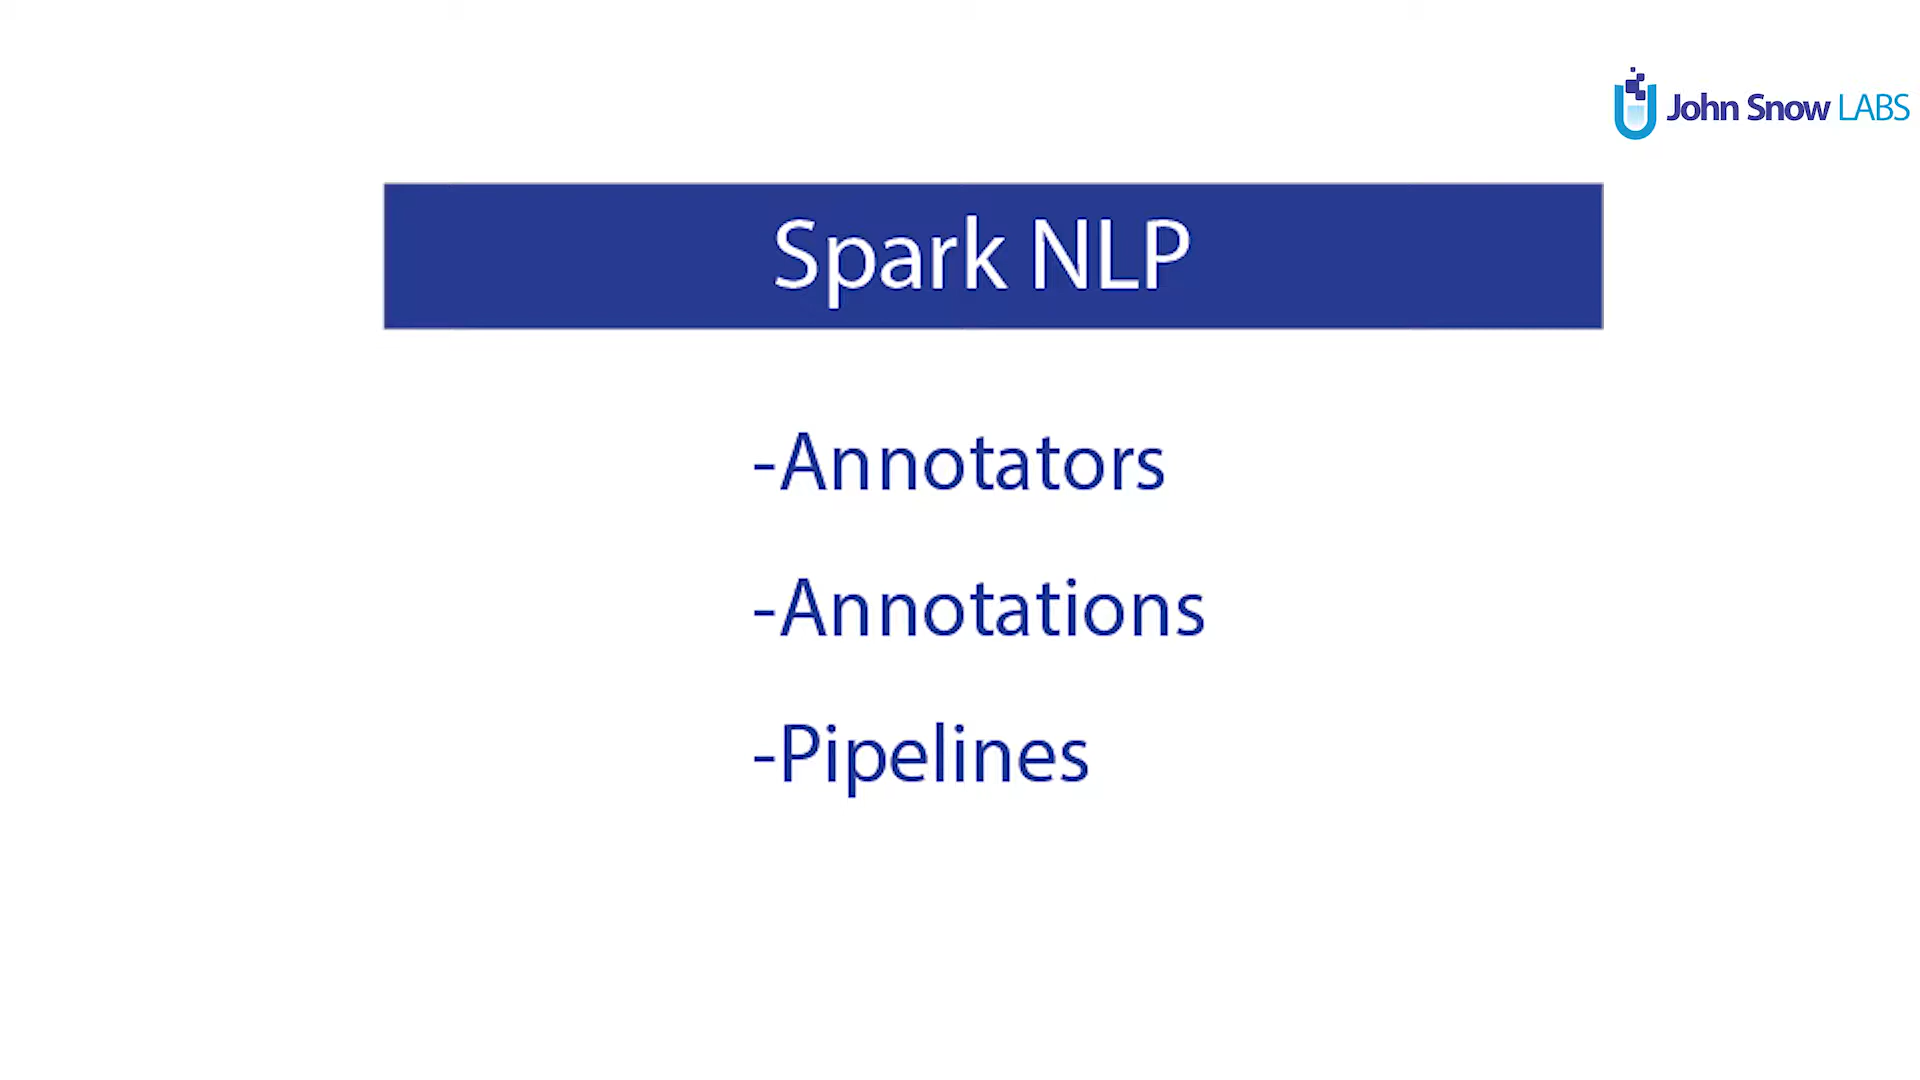 John Snow LABS
Spark NLP
-Annotators
-Annotations
-Pipelines